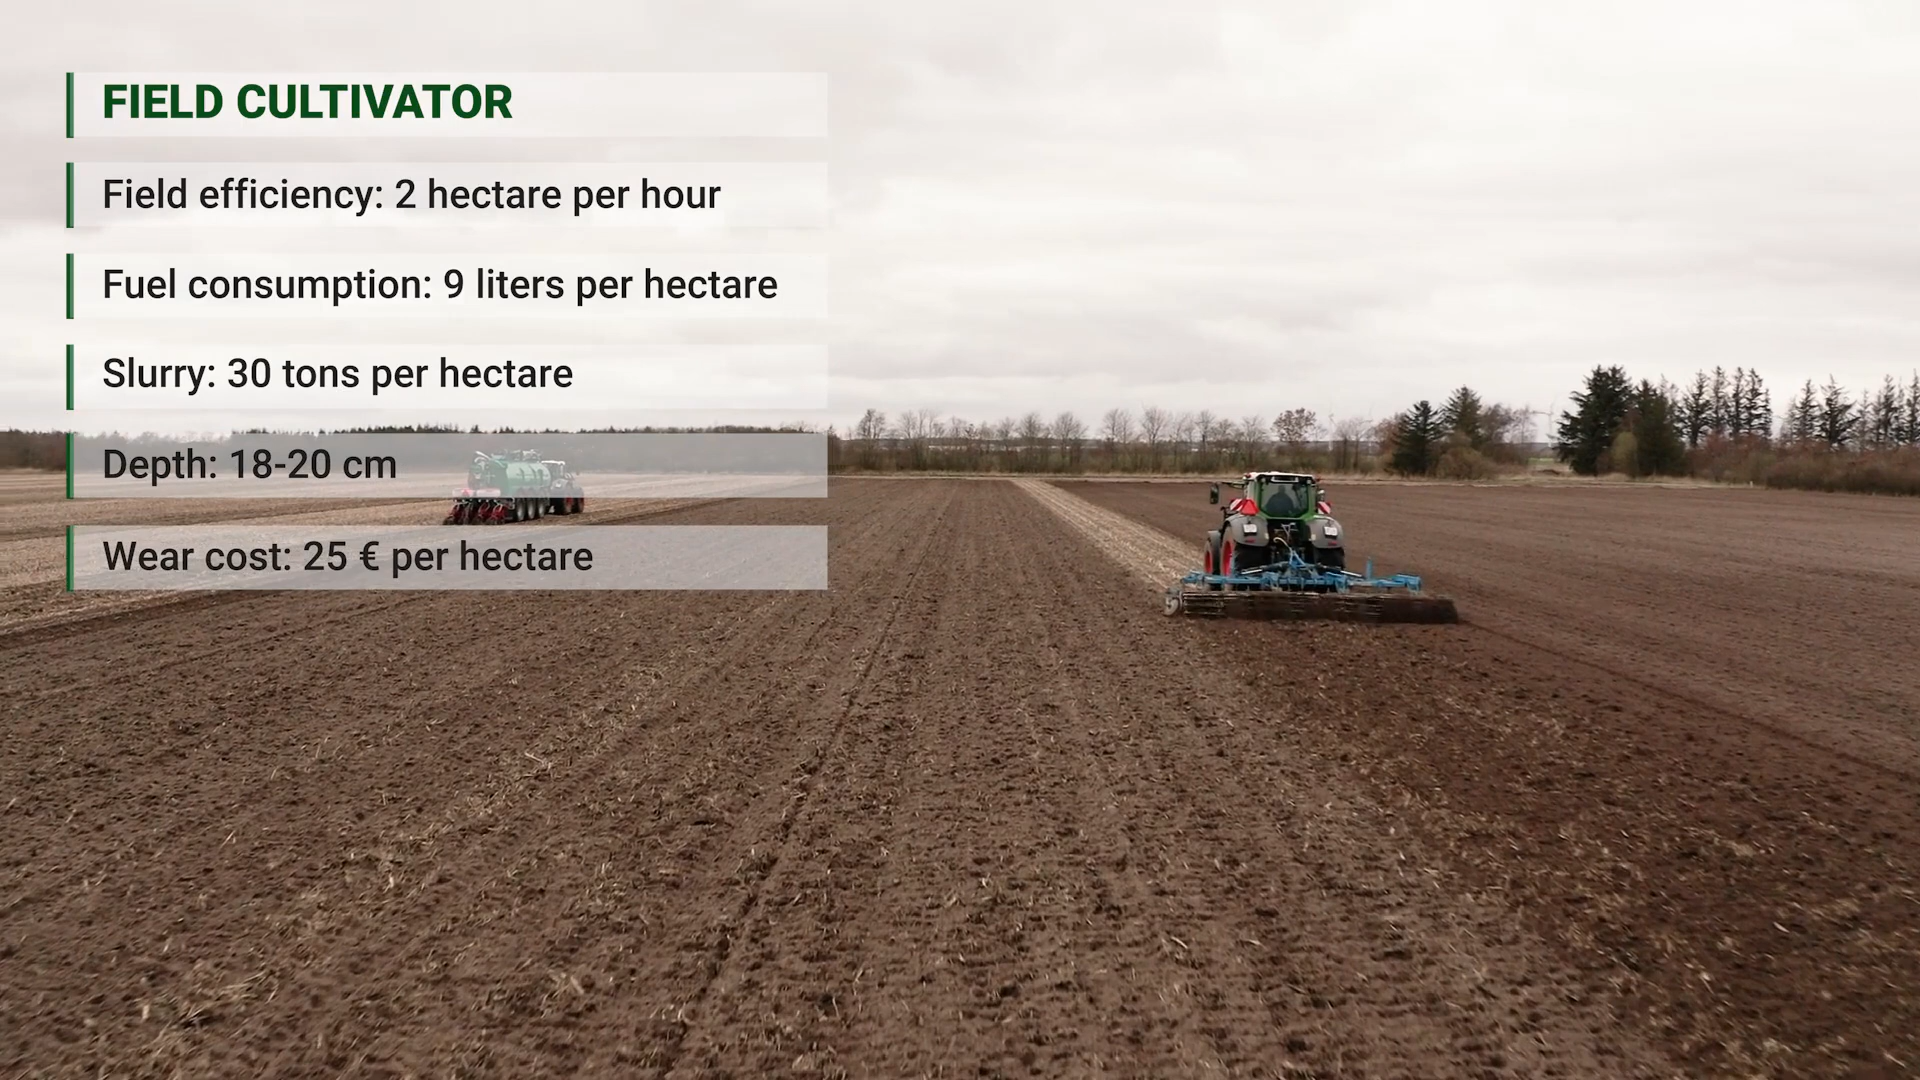 FIELD CULTIVATOR
Field efficiency: 2 hectare per hour
Fuel consumption: 9 liters per hectare
Slurry: 30 tons per hectare
Depth: 18-20 cm
Wear cost: 25 € per hectare